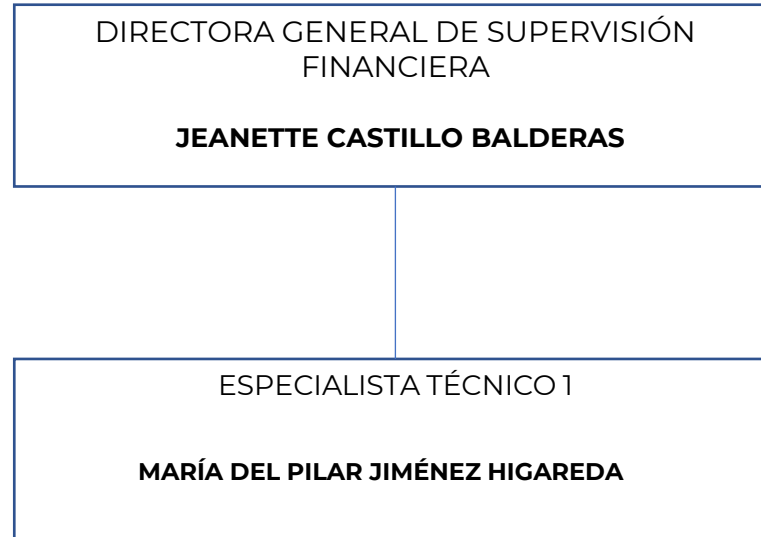 DIRECTORA GENERAL DE SUPERVISIÓN
FINANCIERA
JEANETTE CASTILLO BALDERAS
ESPECIALISTA TÉCNICO 1
MARÍA DEL PILAR JIMÉNEZ HIGAREDA